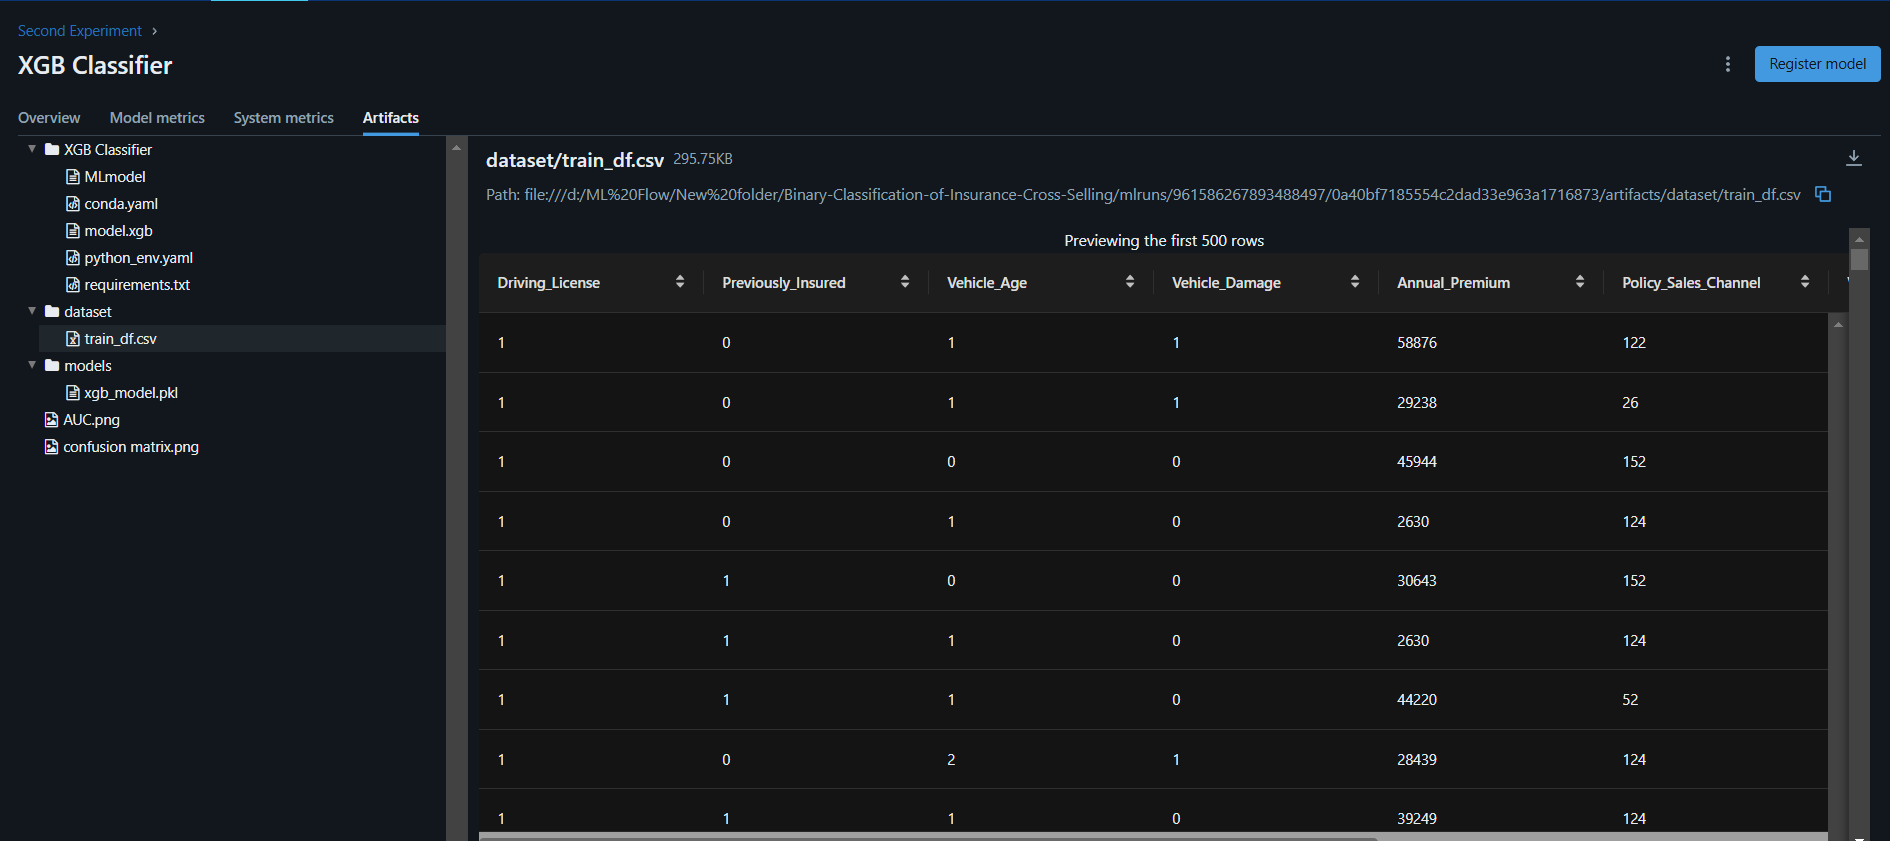 Second Experiment
XGB Classifier
Register model
Overview Model metrics System metrics Artifacts
XGB Classifier
MLmodel
conda.yaml
model.xgb
python_env.yaml
requirements.txt
dataset
train_df.csv
models
xgb_model.pkl
AUC.png
confusion matrix.png
dataset/train_df.csv 295.75KB
Path: file:///d:/ML%20Flow/New%20folder/Binary-Classification-of-Insurance-Cross-Selling/mlruns/961586267893488497/0a40bf7185554c2dad33e963a1716873/artifacts/dataset/train_df.csv
Previewing the first 500 rows
Driving_License Previously_Insured Vehicle_Age Vehicle_Damage Annual_Premium Policy_Sales_Channel
1 0 1 1 58876 122
1 0 1 1 29238 26
1 0 0 0 45944 152
1 0 1 0 2630 124
1 1 0 0 30643 152
1 1 1 0 2630 124
1 1 1 0 44220 52
1 0 2 1 28439 124
1 1 1 0 39249 124